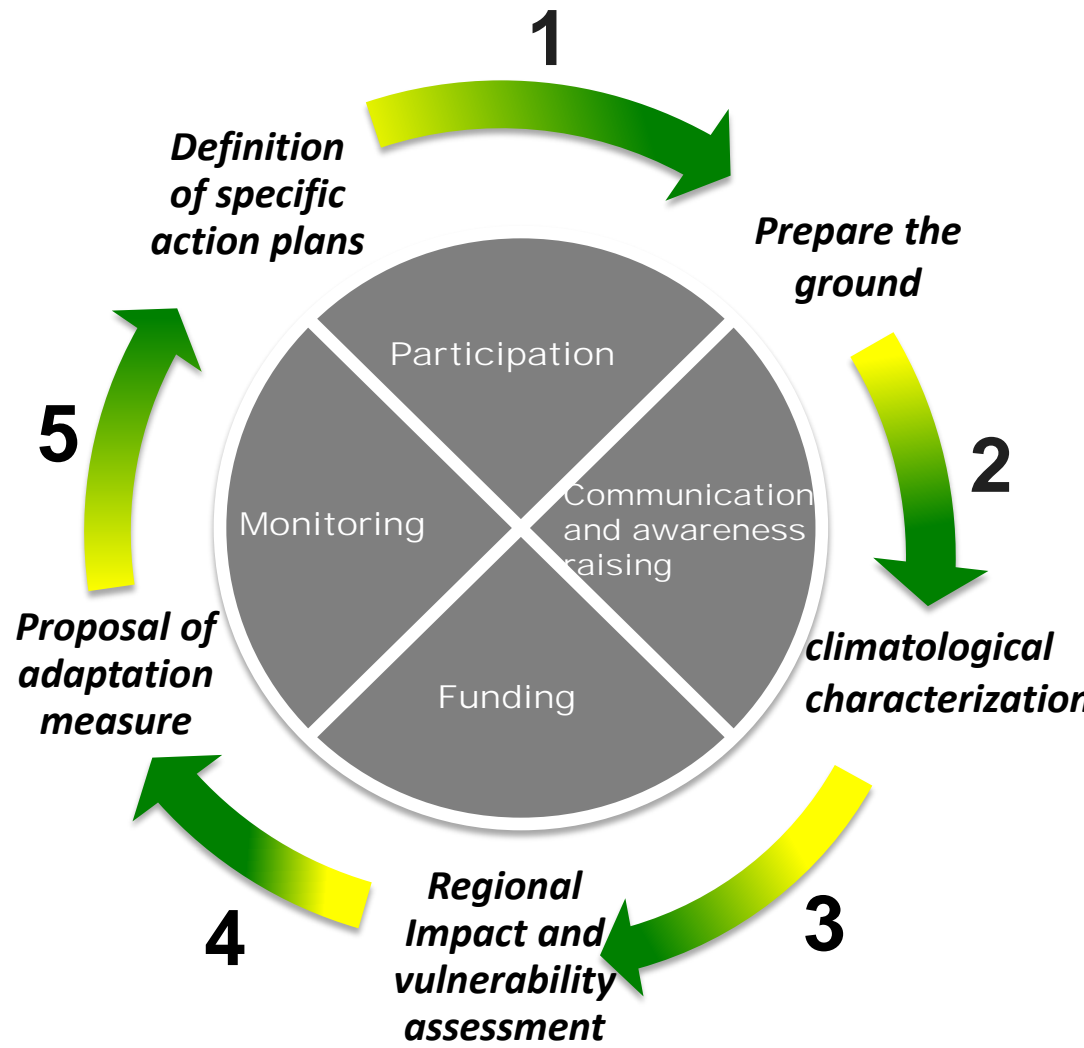 1
Definition
of specific
action plans
Prepare the
ground
Participation
5
2
Communication
and awareness
raising
Monitoring
Proposal of
adaptation
measure
climatological
characterization
Funding
Regional
Impact and
vulnerability
assessment
4
3